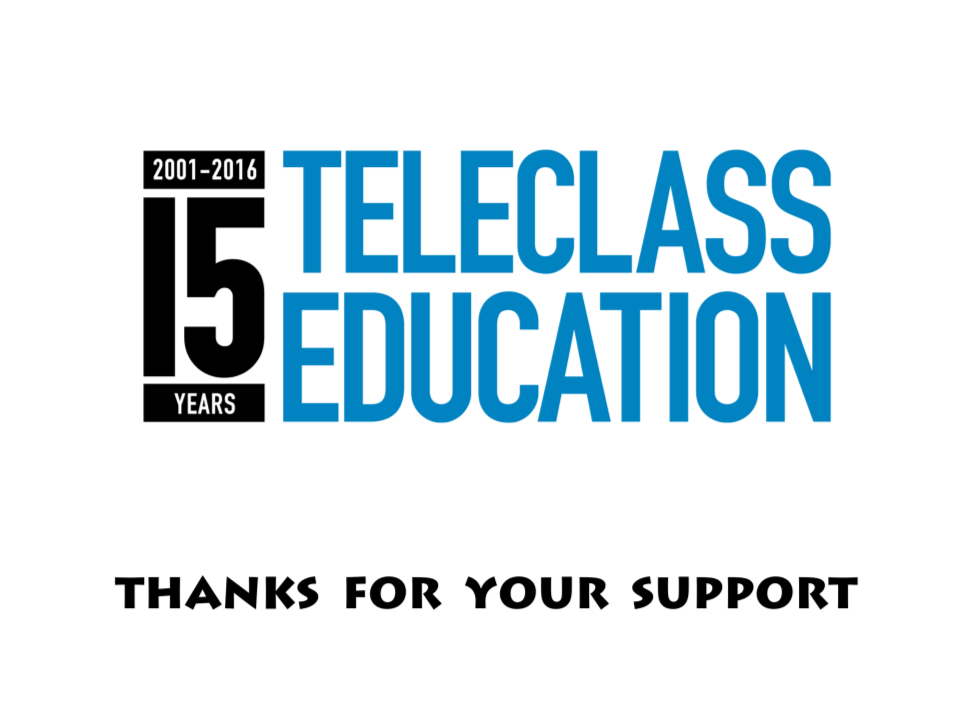 2001-2016
15
YEARS
TELECLASS
EDUCATION
THANKS FOR YOUR SUPPORT